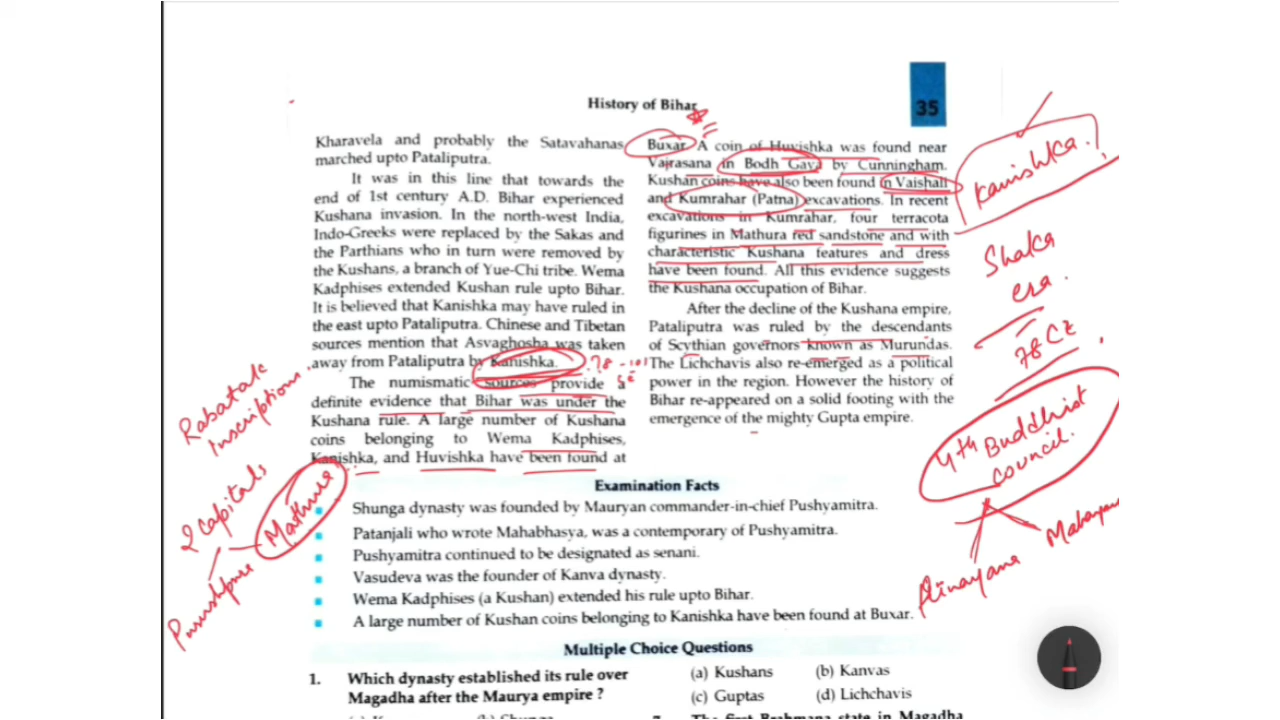 History of Bihar
35
Kharavela and probably the Satavahanas
marched upto Pataliputra.
It was in this line that towards the
end of 1st century A.D. Bihar experienced
Kushana invasion. In the north-west India,
Indo-Greeks were replaced by the Sakas and
the Parthians who in turn were removed by
the Kushans, a branch of Yue-Chi tribe. Wema
Kadphises extended Kushan rule upto Bihar.
It is believed that Kanishka may have ruled in
the east upto Pataliputra. Chinese and Tibetan
sources mention that Asvaghosha was taken
away from Pataliputra by Kanishka.
The numismatic sources provide a
definite evidence that Bihar was under the
Kushana rule. A large number of Kushana
coins belonging to Wema Kadphises,
Kanishka, and Huvishka have been found at
Buxar. A coin of Huvishka was found near
Vajrasana in Bodh Gaya by Cunningham.
Kushan coins have also been found in Vaishali
and Kumrahar (Patna) excavations. In recent
excavations in Kumrahar, four terracota
figurines in Mathura red sandstone and with
characteristic Kushana features and dress
have been found. All this evidence suggests
the Kushana occupation of Bihar.
After the decline of the Kushana empire,
Pataliputra was ruled by the descendants
of Scythian governors known as Murundas.
The Lichchavis also re-emerged as a political
power in the region. However the history of
Bihar re-appeared on a solid footing with the
emergence of the mighty Gupta empire.
Kanishka
Shaka
era
78 CE
4th Buddhist
council.
Hinayana
78 - 101
Rabatak
inscription
2 Capitals
Mathura
Examination Facts
Shunga dynasty was founded by Mauryan commander-in-chief Pushyamitra.
Patanjali who wrote Mahabhasya, was a contemporary of Pushyamitra.
Pushyamitra continued to be designated as senani.
Vasudeva was the founder of Kanva dynasty.
Wema Kadphises (a Kushan) extended his rule upto Bihar.
A large number of Kushan coins belonging to Kanishka have been found at Buxar.
Multiple Choice Questions
1. Which dynasty established its rule over
Magadha after the Maurya empire ?
(a) Kushans (b) Kanvas
(c) Guptas (d) Lichchavis
The first Brahmana state in Magadha